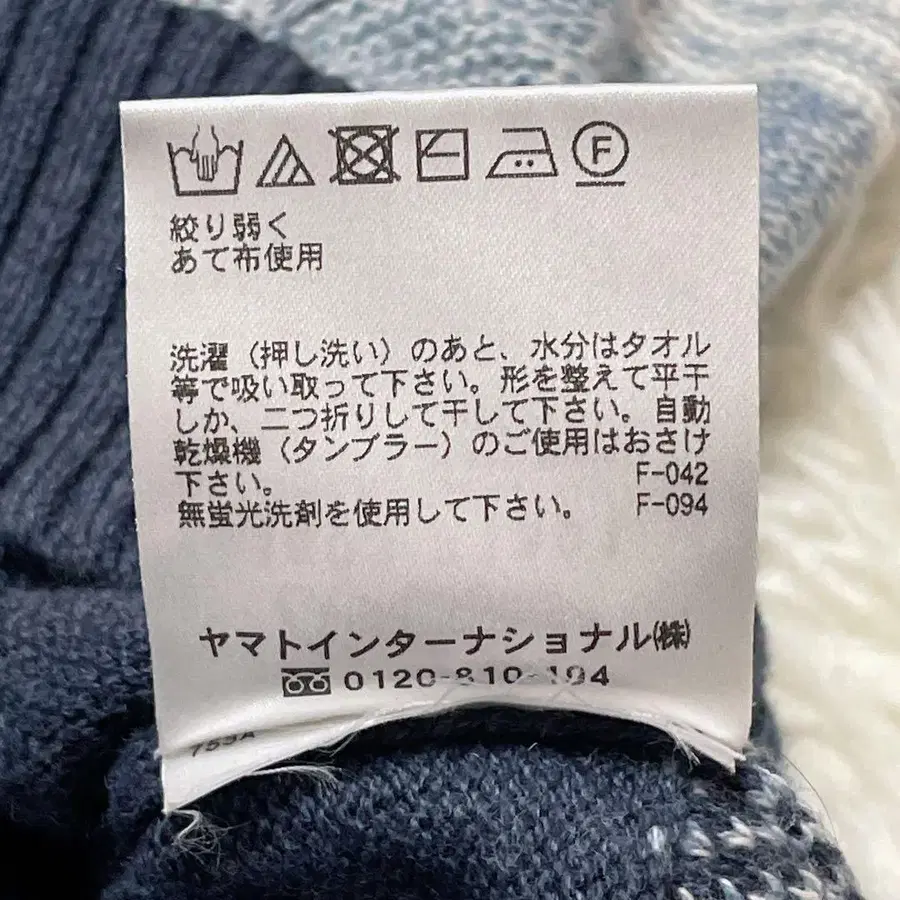 F
絞り弱く
あて布使用
洗濯（押し洗い）のあと、水分はタオル
等で吸い取って下さい。形を整えて平干
しか、二つ折りして干して下さい。自動
乾燥機（タンブラー）のご使用はおさけ
下さい。 F-042
無蛍光洗剤を使用して下さい。 F-094
ヤマトインターナショナル㈱
0120-810-194